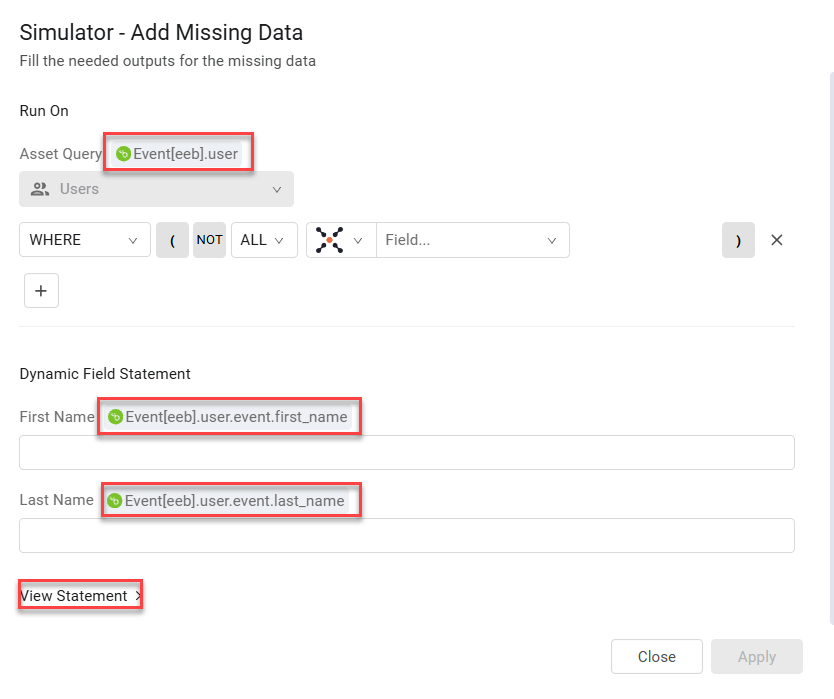 Simulator - Add Missing Data
Fill the needed outputs for the missing data
Run On
Asset Query Event[eeb].user
Users
WHERE ( NOT ALL Field... )
Dynamic Field Statement
First Name Event[eeb].user.event.first_name
Last Name Event[eeb].user.event.last_name
View Statement
Close Apply